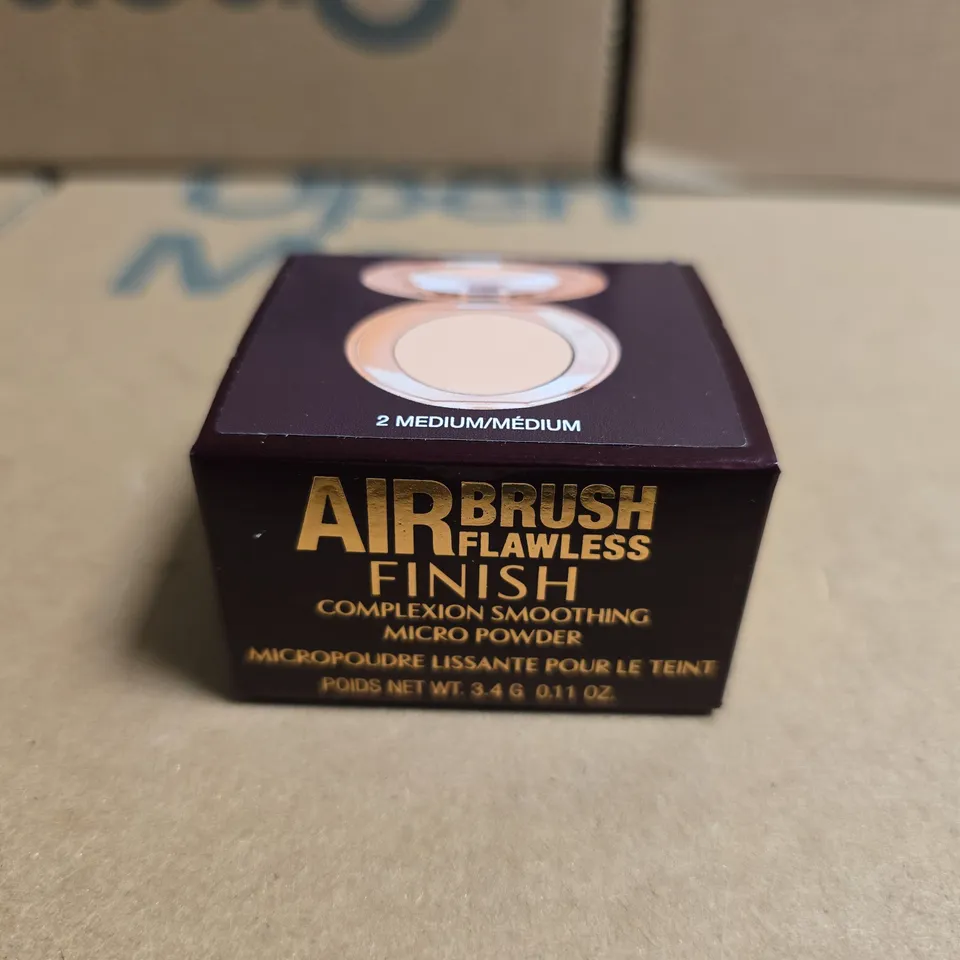 Open
2 MEDIUM/MÉDIUM
AIRBRUSH
FLAWLESS
FINISH
COMPLEXION SMOOTHING
MICRO POWDER
MICROPOUDRE LISSANTE POUR LE TEINT
POIDS NET WT. 3.4 G 0.11 OZ.